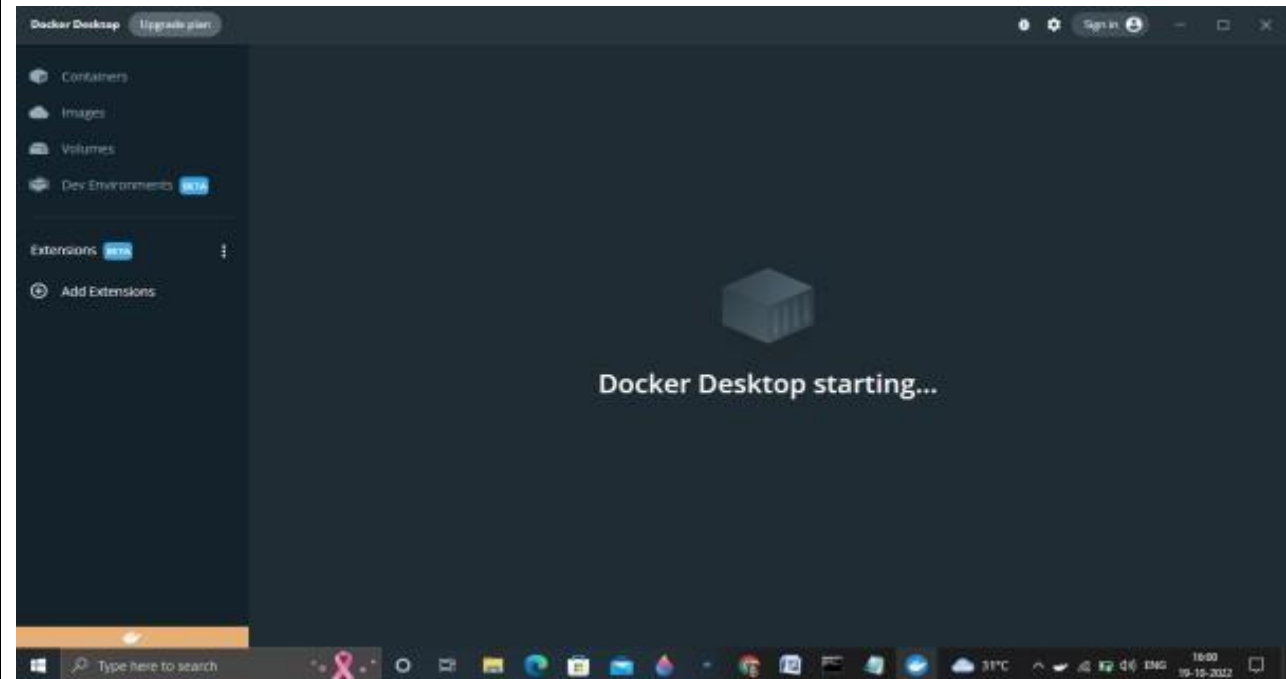 Docker Desktop Upgrade plan Sign in
Containers
Images
Volumes
Dev Environments BETA
Extensions BETA
Add Extensions
Docker Desktop starting...
Type here to search 31°C ENG 16:00
19-10-2022